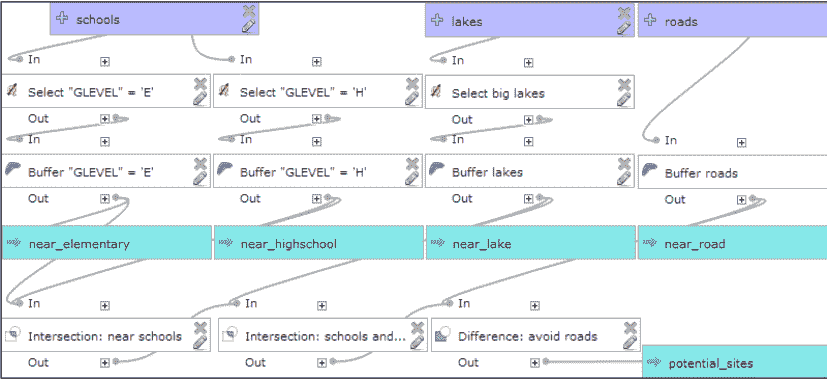 schools lakes roads
In In In
Select "GLEVEL" = 'E' Select "GLEVEL" = 'H' Select big lakes
Out Out Out
In In In In
Buffer "GLEVEL" = 'E' Buffer "GLEVEL" = 'H' Buffer lakes Buffer roads
Out Out Out Out
near_elementary near_highschool near_lake near_road
In In In
Intersection: near schools Intersection: schools and... Difference: avoid roads
Out Out Out potential_sites